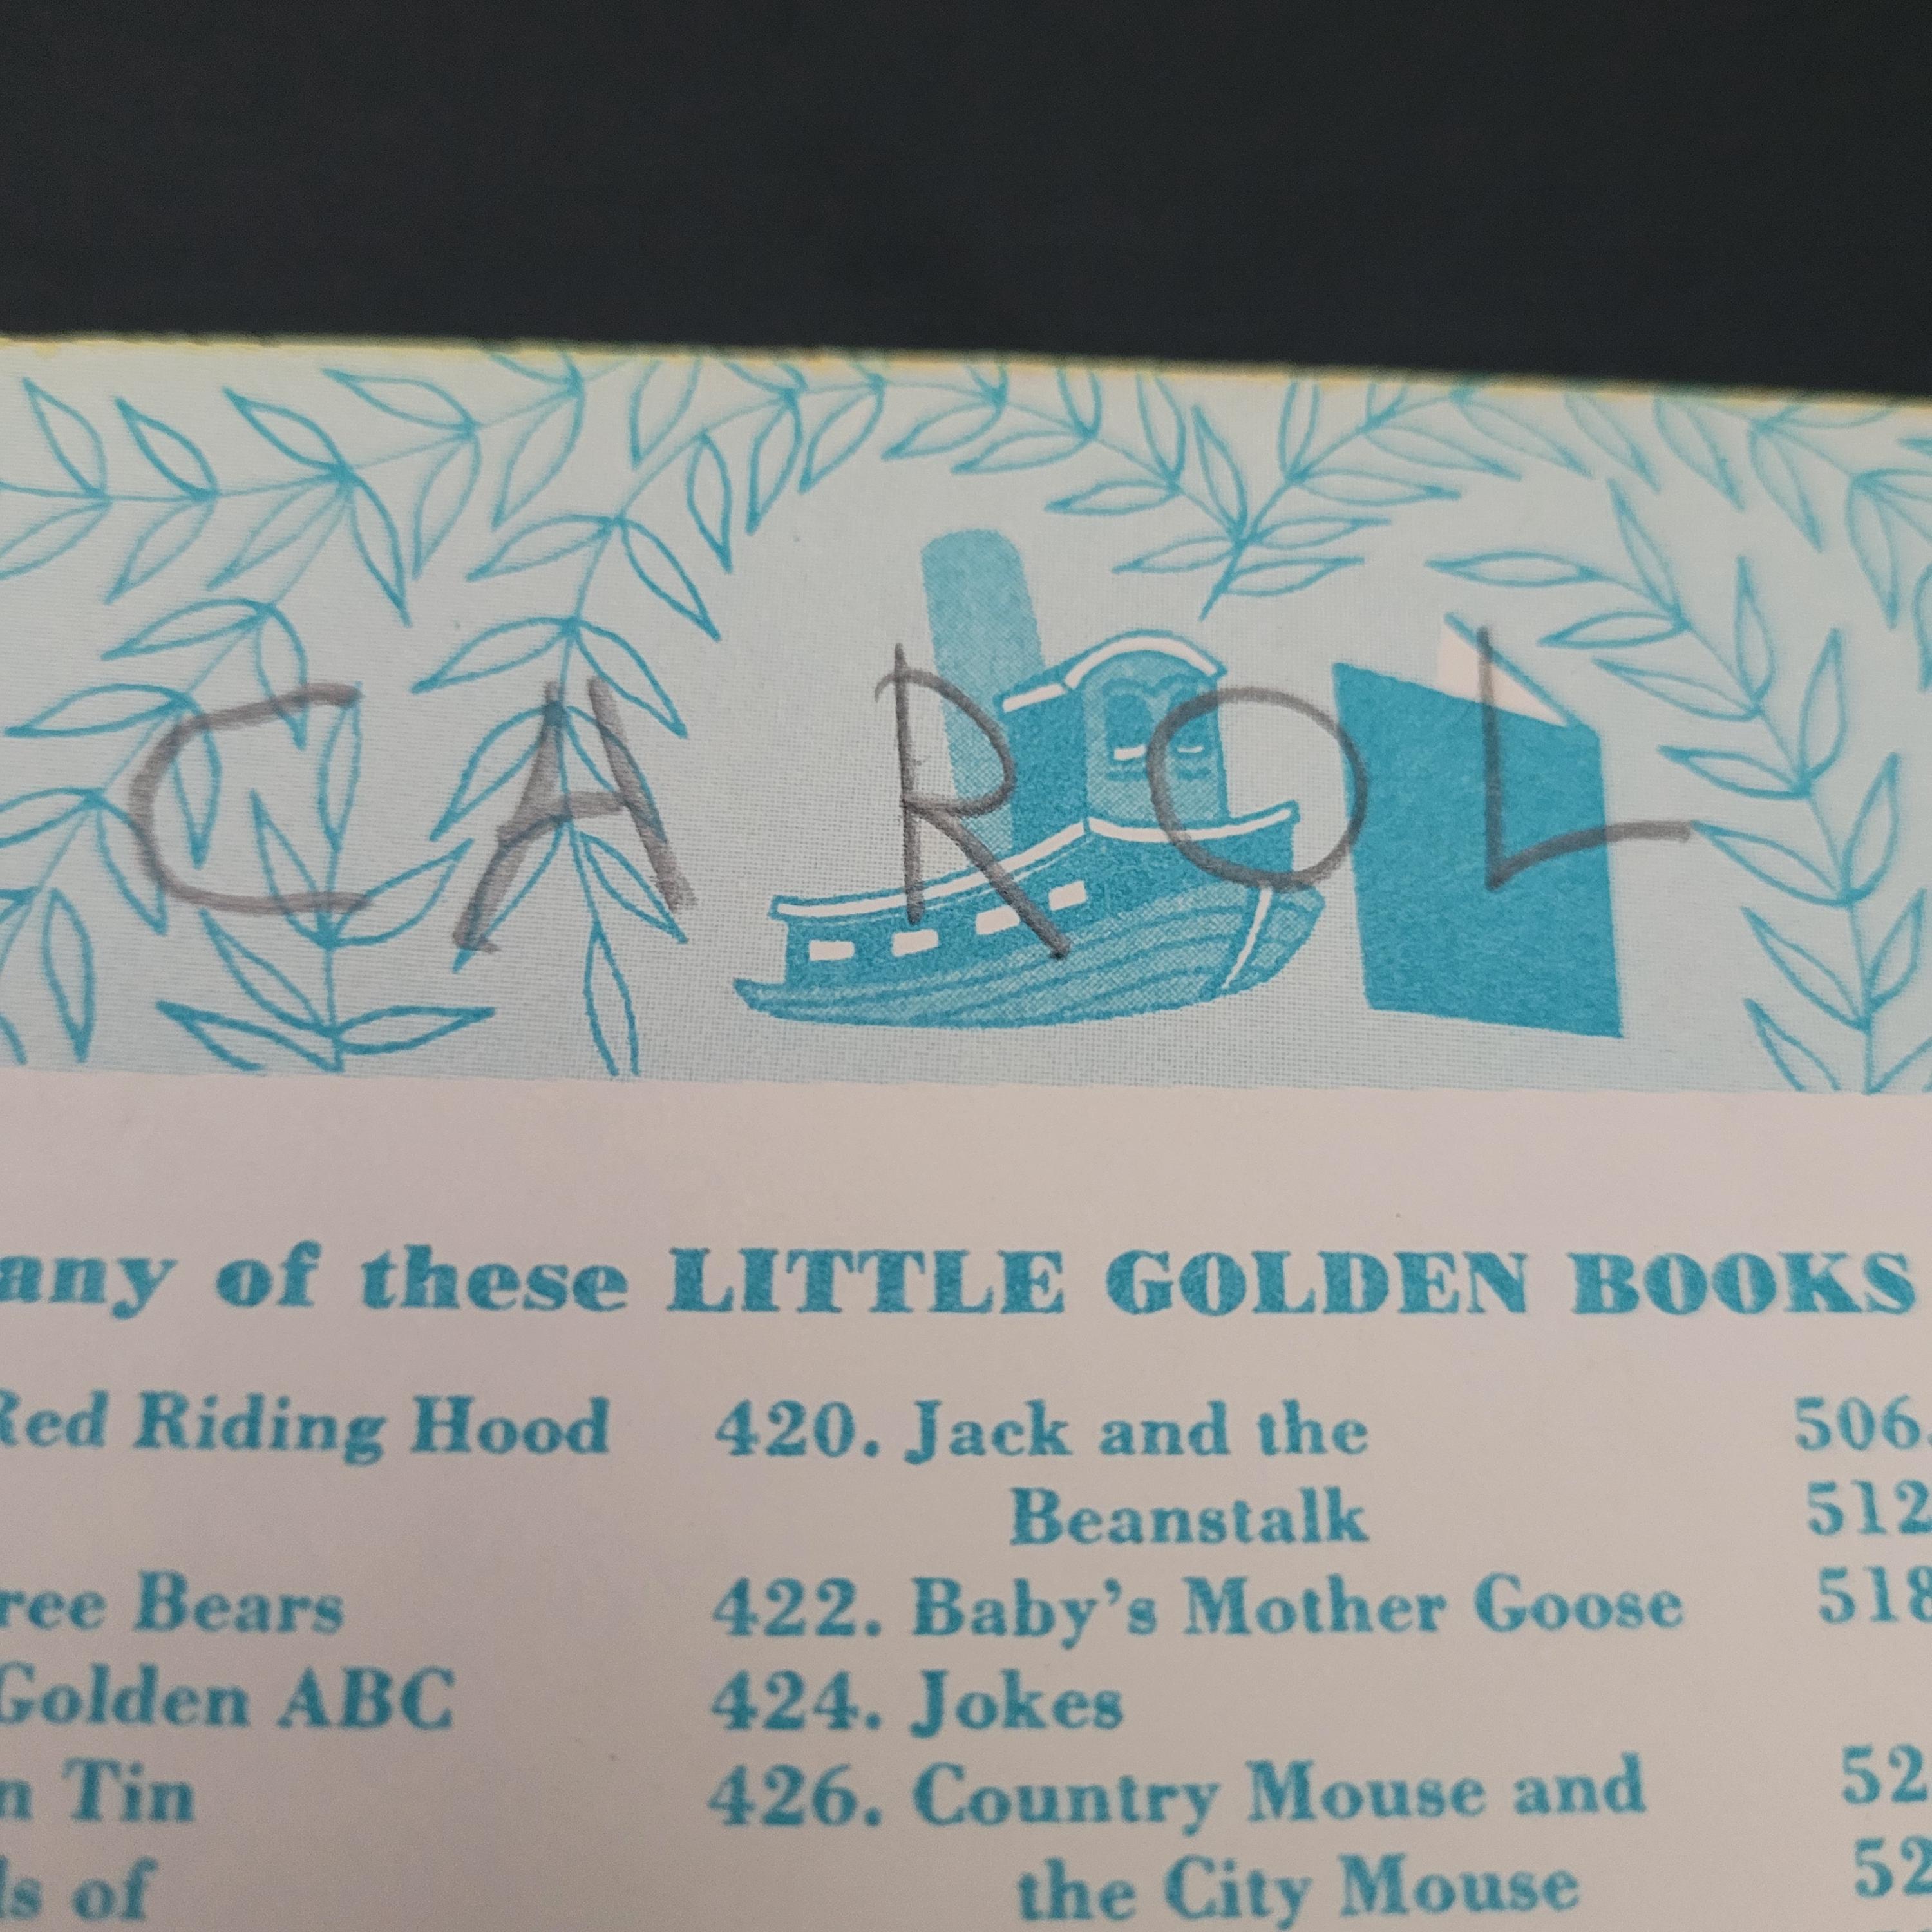 CAROL
any of these LITTLE GOLDEN BOOKS
Red Riding Hood 420. Jack and the 506.
Beanstalk 512
ree Bears 422. Baby's Mother Goose 518
Golden ABC 424. Jokes
n Tin 426. Country Mouse and 52
ls of the City Mouse 52